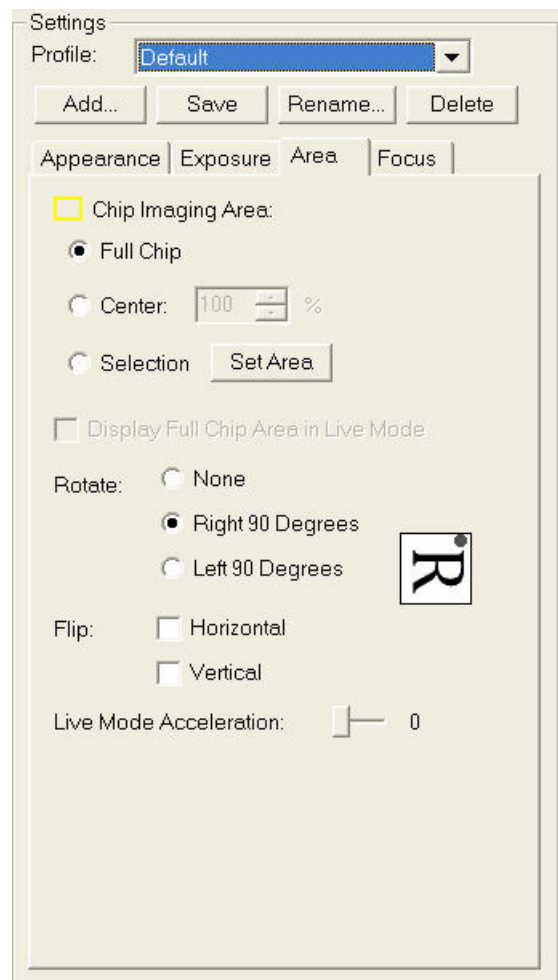 Settings
Profile: Default
Add... Save Rename... Delete
Appearance Exposure Area Focus
Chip Imaging Area:
Full Chip
Center: 100 %
Selection Set Area
Display Full Chip Area in Live Mode
Rotate: None
Right 90 Degrees
Left 90 Degrees
R
Flip: Horizontal
Vertical
Live Mode Acceleration: 0